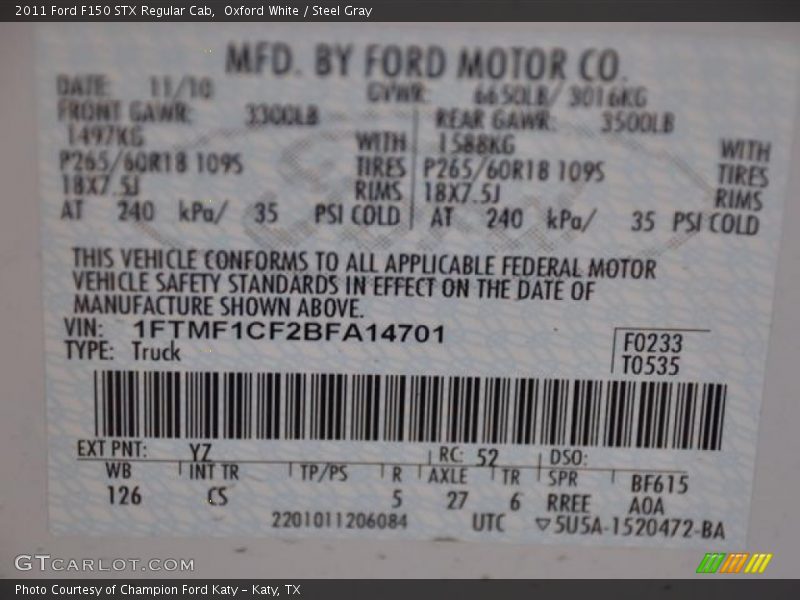 2011 Ford F150 STX Regular Cab, Oxford White / Steel Gray
MFD. BY FORD MOTOR CO.
DATE: 11/10 GVWR: 6650LB/ 3016KG
FRONT GAWR: 3300LB REAR GAWR: 3500LB
1497KG WITH 1588KG WITH
P265/60R18 109S TIRES P265/60R18 109S TIRES
18X7.5J RIMS 18X7.5J RIMS
AT 240 kPa/ 35 PSI COLD AT 240 kPa/ 35 PSI COLD
THIS VEHICLE CONFORMS TO ALL APPLICABLE FEDERAL MOTOR
VEHICLE SAFETY STANDARDS IN EFFECT ON THE DATE OF
MANUFACTURE SHOWN ABOVE.
VIN: 1FTMF1CF2BFA14701
TYPE: Truck
F0233
T0535
EXT PNT: YZ RC: 52 DSO:
WB INT TR TP/PS R AXLE TR SPR BF615
126 CS 5 27 6 RREE A0A
2201011206084 UTC ▽5U5A-1520472-BA
GTCARLOT.COM
Photo Courtesy of Champion Ford Katy - Katy, TX